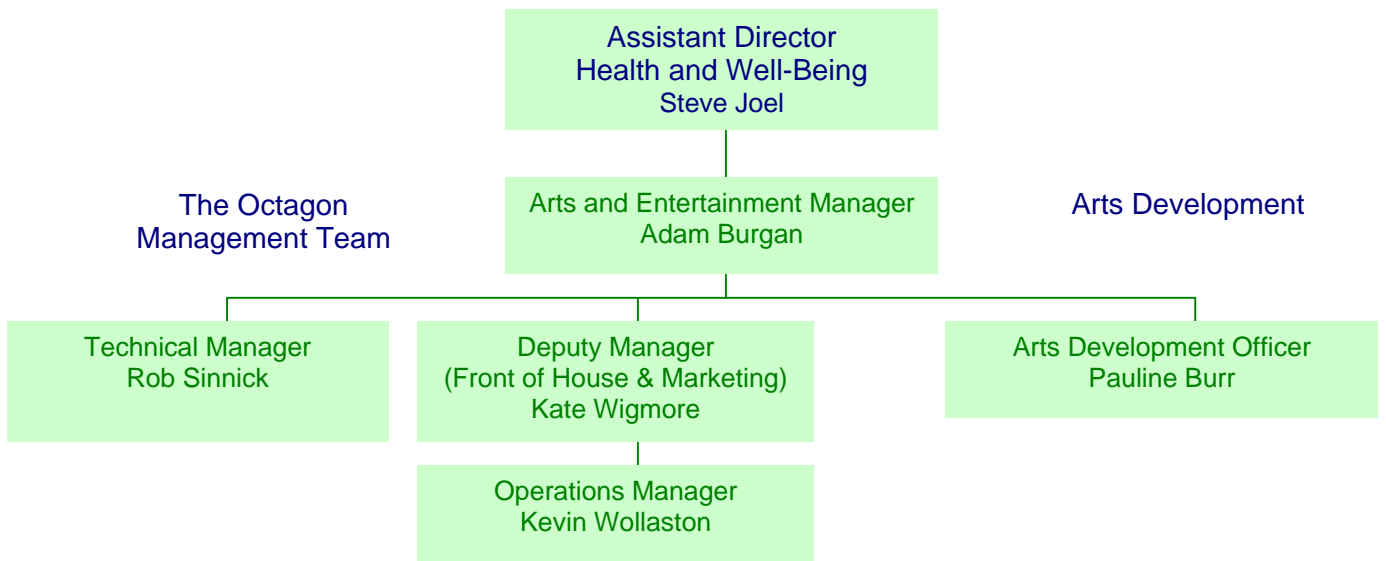 Assistant Director
Health and Well-Being
Steve Joel
The Octagon
Management Team
Arts and Entertainment Manager
Adam Burgan
Arts Development
Technical Manager
Rob Sinnick
Deputy Manager
(Front of House & Marketing)
Kate Wigmore
Arts Development Officer
Pauline Burr
Operations Manager
Kevin Wollaston